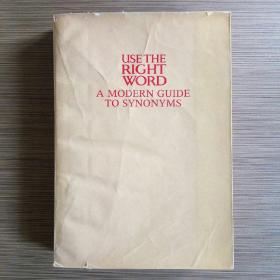 USE THE
RIGHT
WORD
A MODERN GUIDE
TO SYNONYMS